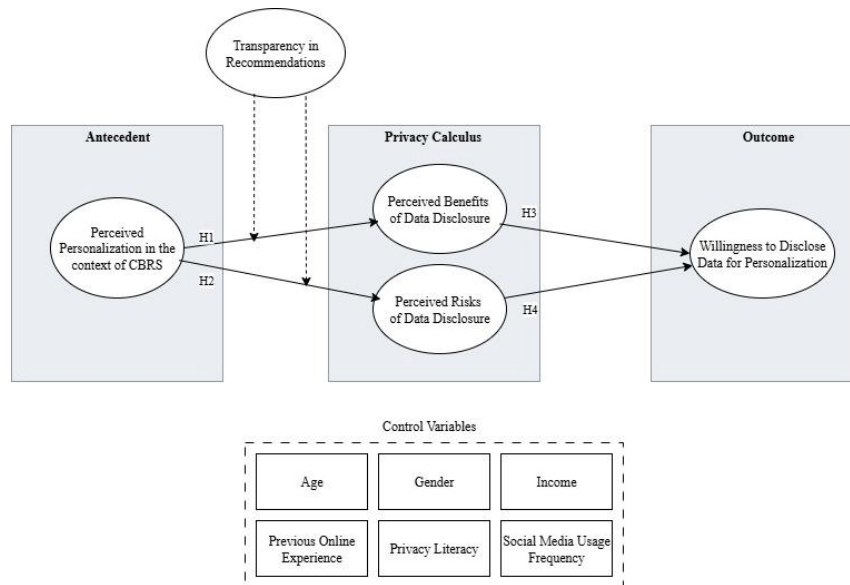 Transparency in
Recommendations
Antecedent
Privacy Calculus
Outcome
Perceived
Personalization in the
context of CBRS
H1
H2
Perceived Benefits
of Data Disclosure
Perceived Risks
of Data Disclosure
H3
H4
Willingness to Disclose
Data for Personalization
Control Variables
Age
Gender
Income
Previous Online
Experience
Privacy Literacy
Social Media Usage
Frequency